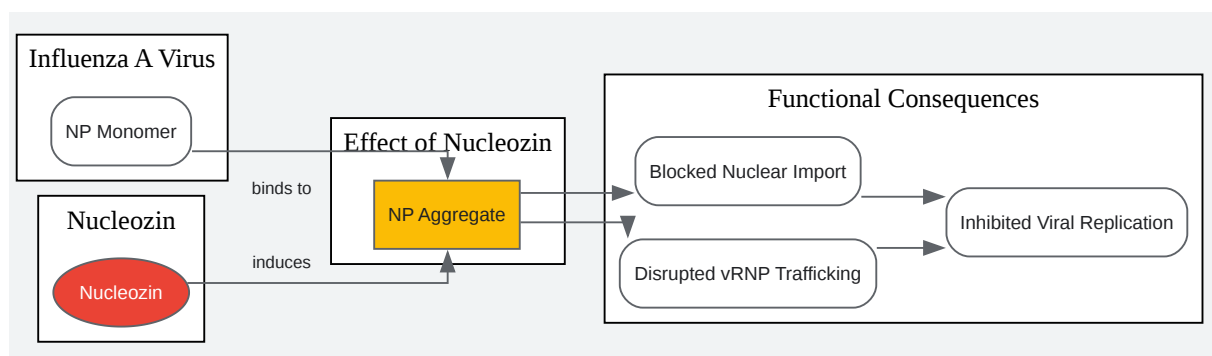 Influenza A Virus
NP Monomer
binds to
Nucleozin
Nucleozin
induces
Effect of Nucleozin
NP Aggregate
Functional Consequences
Blocked Nuclear Import
Disrupted vRNP Trafficking
Inhibited Viral Replication